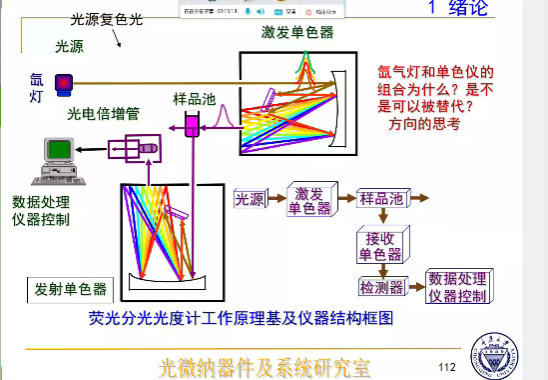 1 绪论
光源复色光
光源
激发单色器
氙
灯
光电倍增管
样品池
氙气灯和单色仪的
组合为什么？是不
是可以被替代？
方向的思考
数据处理
仪器控制
发射单色器
光源
激发
单色器
样品池
接收
单色器
检测器
数据处理
仪器控制
荧光分光光度计工作原理基及仪器结构框图
光微纳器件及系统研究室
112